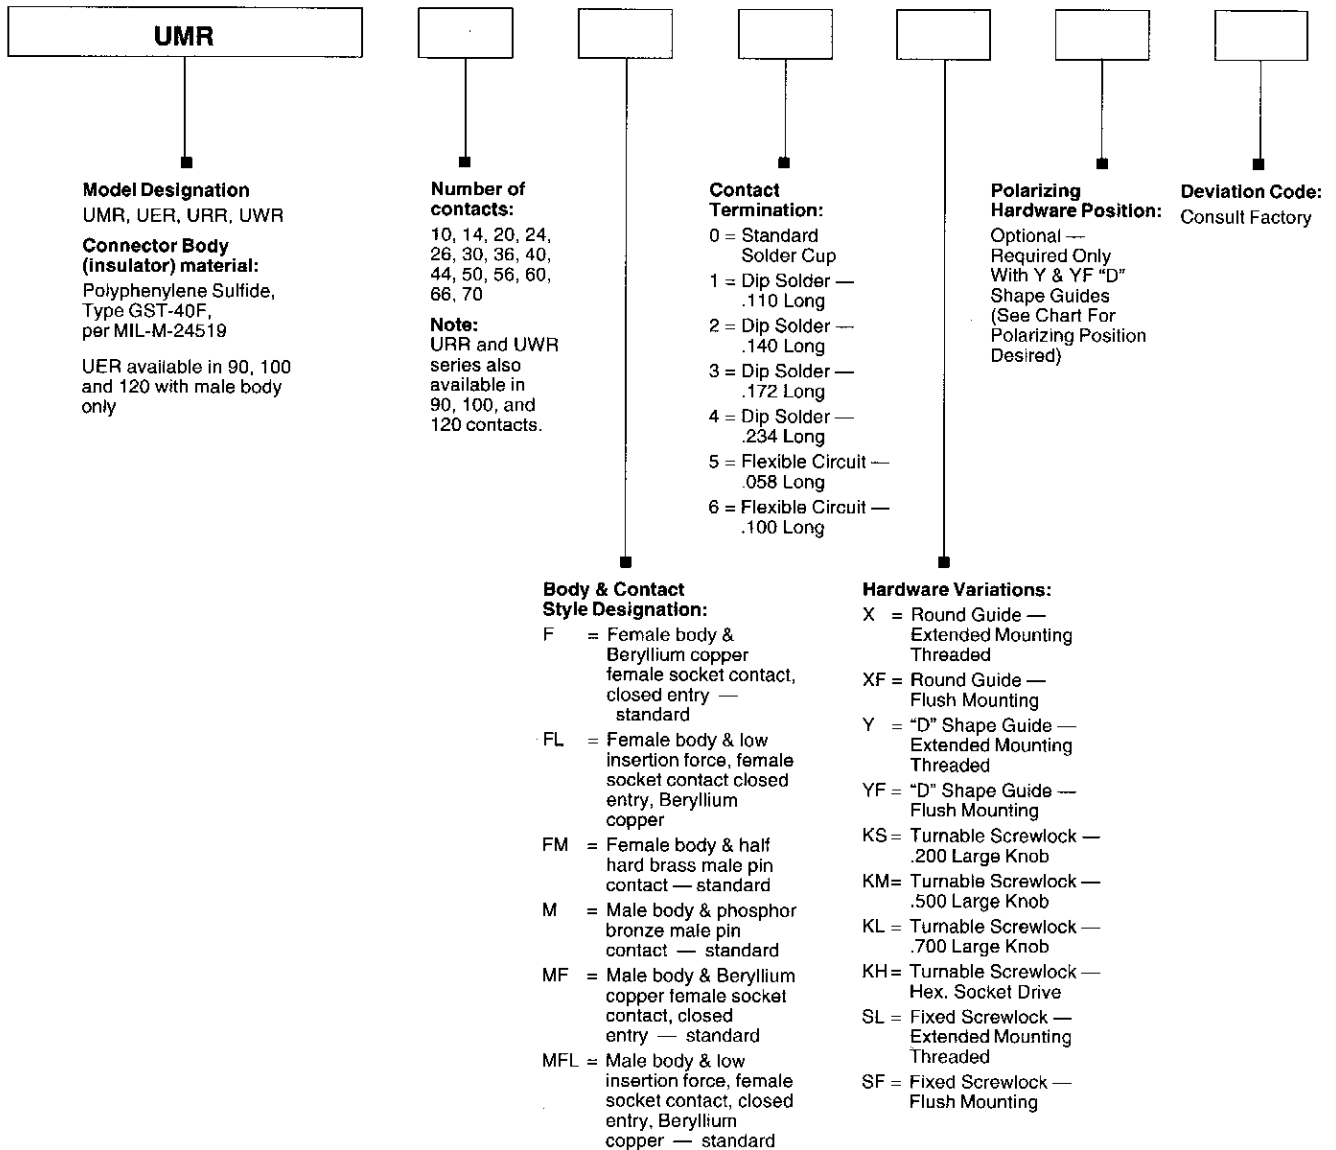 UMR
Model Designation
UMR, UER, URR, UWR
Connector Body
(insulator) material:
Polyphenylene Sulfide,
Type GST-40F,
per MIL-M-24519
UER available in 90, 100
and 120 with male body
only
Number of
contacts:
10, 14, 20, 24,
26, 30, 36, 40,
44, 50, 56, 60,
66, 70
Note:
URR and UWR
series also
available in
90, 100, and
120 contacts.
Contact
Termination:
0 = Standard
Solder Cup
1 = Dip Solder —
.110 Long
2 = Dip Solder —
.140 Long
3 = Dip Solder —
.172 Long
4 = Dip Solder —
.234 Long
5 = Flexible Circuit —
.058 Long
6 = Flexible Circuit —
.100 Long
Polarizing
Hardware Position:
Optional —
Required Only
With Y & YF “D”
Shape Guides
(See Chart For
Polarizing Position
Desired)
Deviation Code:
Consult Factory
Body & Contact
Style Designation:
F = Female body &
Beryllium copper
female socket contact,
closed entry —
standard
FL = Female body & low
insertion force, female
socket contact closed
entry, Beryllium
copper
FM = Female body & half
hard brass male pin
contact — standard
M = Male body & phosphor
bronze male pin
contact — standard
MF = Male body & Beryllium
copper female socket
contact, closed
entry — standard
MFL = Male body & low
insertion force, female
socket contact, closed
entry, Beryllium
copper — standard
Hardware Variations:
X = Round Guide —
Extended Mounting
Threaded
XF = Round Guide —
Flush Mounting
Y = “D” Shape Guide —
Extended Mounting
Threaded
YF = “D” Shape Guide —
Flush Mounting
KS= Turnable Screwlock —
.200 Large Knob
KM= Turnable Screwlock —
.500 Large Knob
KL = Turnable Screwlock —
.700 Large Knob
KH= Turnable Screwlock —
Hex. Socket Drive
SL = Fixed Screwlock —
Extended Mounting
Threaded
SF = Fixed Screwlock —
Flush Mounting